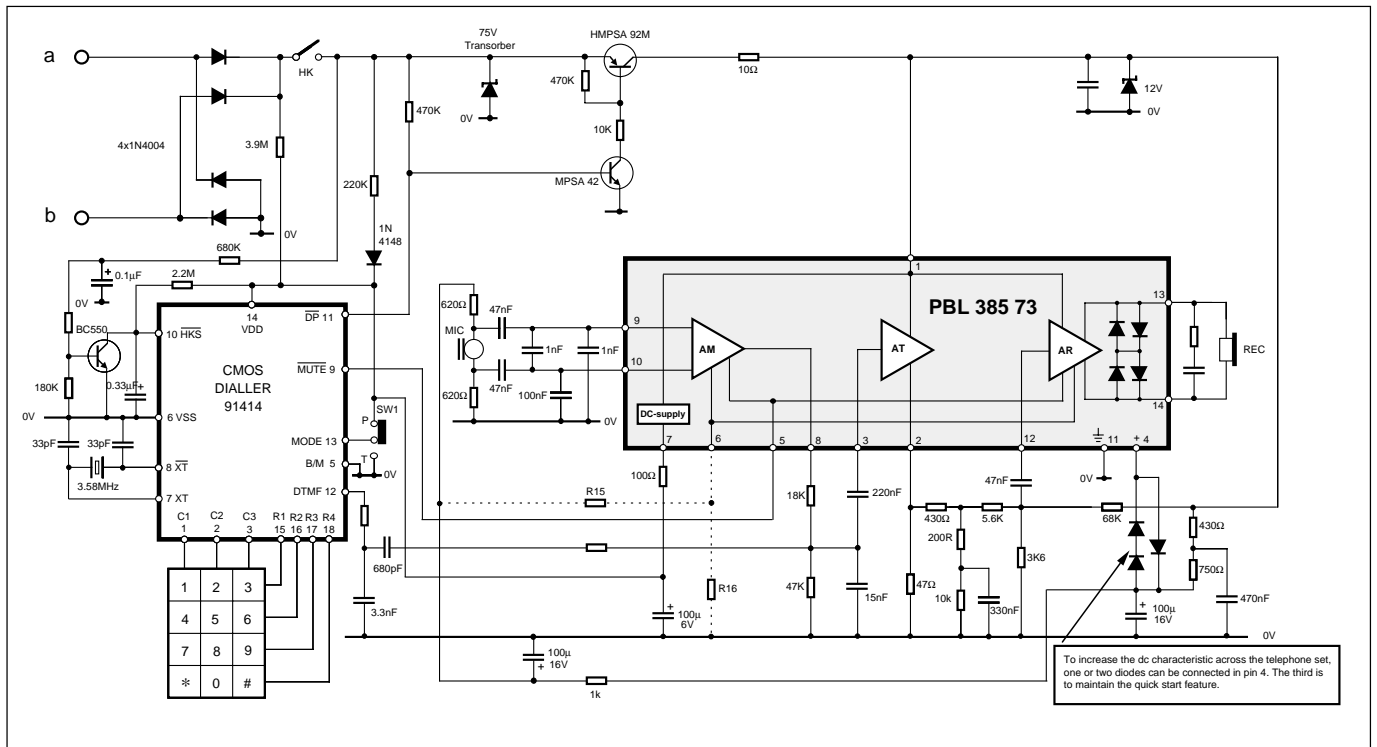 a
HK
75V
Transorber
HMPSA 92M
470K
10Ω
12V
0V
470K
0V
10K
4x1N4004
3.9M
220K
MPSA 42
b
0V
1N
4148
680K
+
0.1µF
2.2M
0V
BC550
10 HKS
14
VDD
DP 11
CMOS
DIALLER
91414
MUTE 9
180K
0.33µF
+
0V
6 VSS
33pF
33pF
8 XT
3.58MHz
7 XT
P
SW1
MODE 13
T
B/M 5
0V
DTMF 12
C1
C2
C3
R1
R2
R3
R4
1
2
3
15
16
17
18
1
2
3
4
5
6
7
8
9
*
0
#
680pF
3.3nF
620Ω
47nF
MIC
1nF
1nF
47nF
100nF
620Ω
0V
PBL 385 73
1
9
10
AM
AT
AR
13
14
REC
DC-supply
7
6
5
8
3
2
12
11
+ 4
100Ω
R15
18K
220nF
47nF
0V
430Ω
5.6K
68K
430Ω
200R
3K6
750Ω
R16
47K
15nF
47Ω
10k
330nF
+
100µ
6V
+
100µ
16V
470nF
0V
100µ
16V
+
1k
To increase the dc characteristic across the telephone set,
one or two diodes can be connected in pin 4. The third is
to maintain the quick start feature.